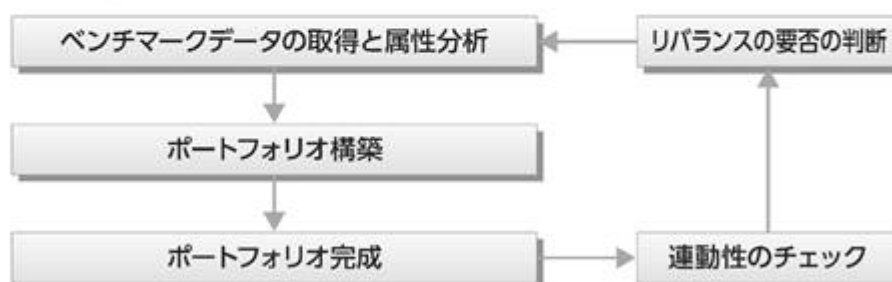 ベンチマークデータの取得と属性分析
リバランスの要否の判断
ポートフォリオ構築
ポートフォリオ完成
連動性のチェック